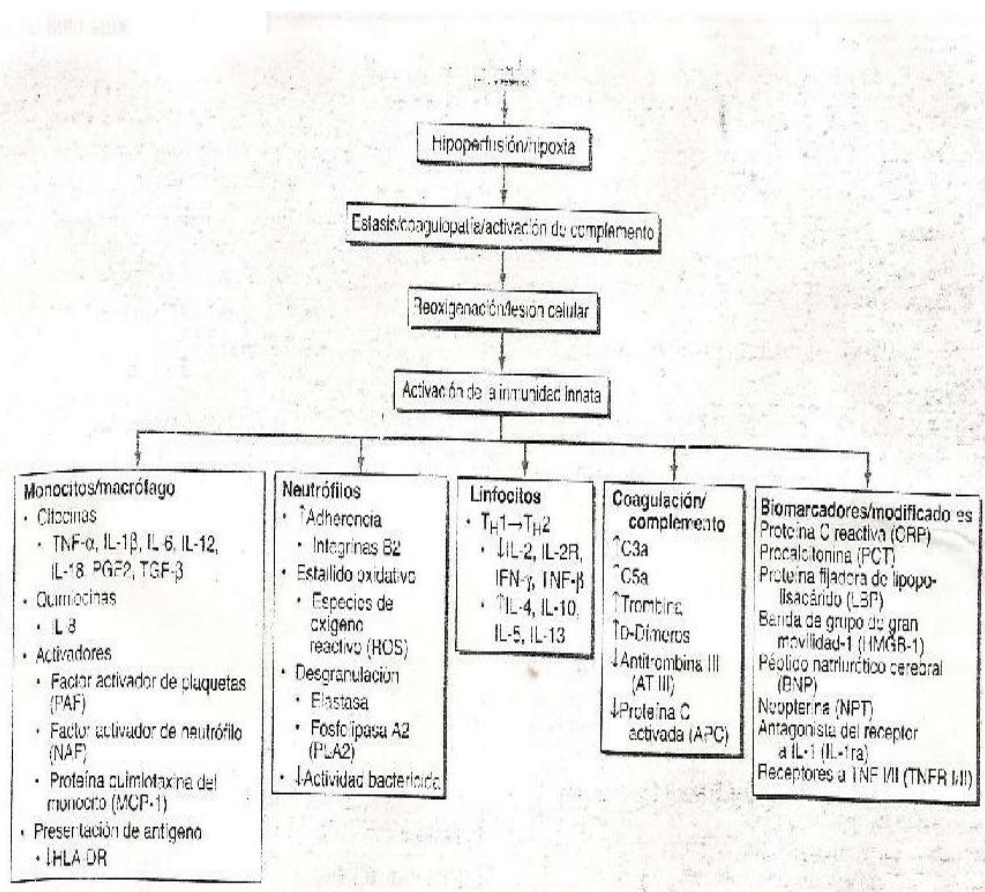 Hipoperfusión/hipoxia
Estasis/coagulopatía/activación de complemento
Reoxigenación/lesión celular
Activación de la inmunidad innata
Monocitos/macrófago
• Citocinas
• TNF-α, IL-1β, IL-6, IL-12,
IL-18, PGE2, TGF-β
• Quimiocinas
• IL-8
• Activadores
• Factor activador de plaquetas
(PAF)
• Factor activador de neutrófilo
(NAF)
• Proteína quimiotaxina del
monocito (MCP-1)
• Presentación de antígeno
• ↓HLA-DR
Neutrófilos
• ↑Adherencia
• Integrinas B2
• Estallido oxidativo
• Especies de
oxígeno
reactivo (ROS)
• Desgranulación
• Elastasa
• Fosfolipasa A2
(PLA2)
• ↓Actividad bactericida
Linfocitos
• TH1→TH2
• ↓IL-2, IL-2R,
IFN-γ, TNF-β
• ↑IL-4, IL-10,
IL-5, IL-13
Coagulación/
complemento
↑C3a
↑C5a
↑Trombina
↑D-Dímeros
↓Antitrombina III
(AT III)
↓Proteína C
activada (APC)
Biomarcadores/modificadores
Proteína C reactiva (CRP)
Procalcitonina (PCT)
Proteína fijadora de lipopo-
lisacárido (LBP)
Banda de grupo de gran
movilidad-1 (HMGB-1)
Péptido natriurótico cerebral
(BNP)
Neopterina (NPT)
Antagonista del receptor
a IL-1 (IL-1ra)
Receptores a TNF I/II (TNFR I/II)